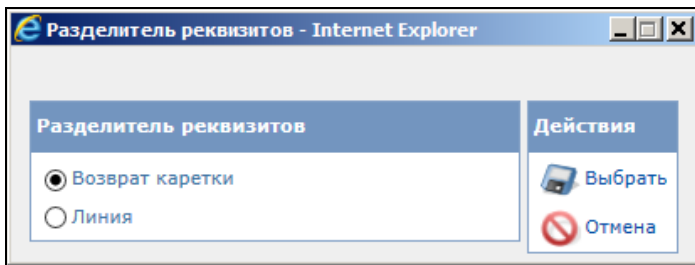 Разделитель реквизитов - Internet Explorer
Разделитель реквизитов
Действия
Возврат каретки
Выбрать
Линия
Отмена